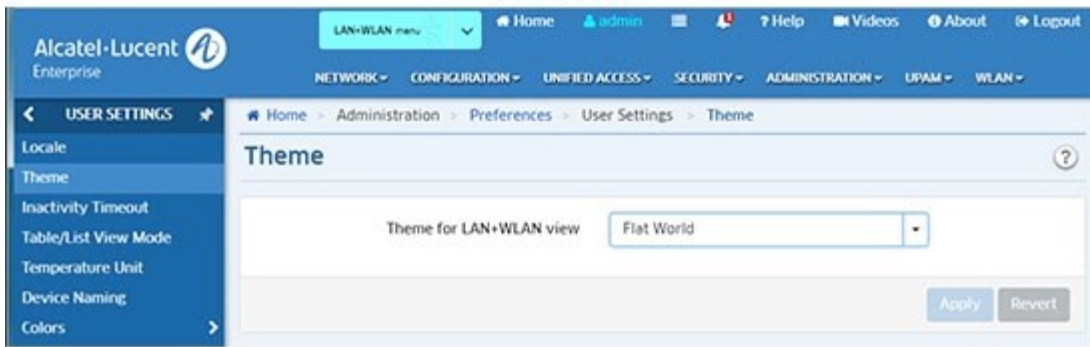 Alcatel·Lucent
Enterprise
LAN+WLAN menu
Home admin ? Help Videos About Logout
NETWORK CONFIGURATION UNIFIED ACCESS SECURITY ADMINISTRATION UPAM WLAN
USER SETTINGS
Home > Administration > Preferences > User Settings > Theme
Locale
Theme
Inactivity Timeout
Table/List View Mode
Temperature Unit
Device Naming
Colors
Theme
?
Theme for LAN+WLAN view Flat World
Apply Revert